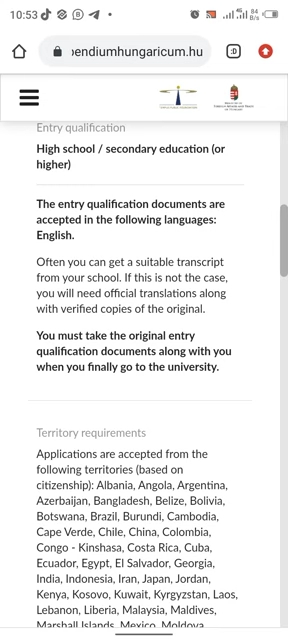 10:53
84
B/s
ɔendiumhungaricum.hu
:D
Entry qualification
High school / secondary education (or
higher)
The entry qualification documents are
accepted in the following languages:
English.
Often you can get a suitable transcript
from your school. If this is not the case,
you will need official translations along
with verified copies of the original.
You must take the original entry
qualification documents along with you
when you finally go to the university.
Territory requirements
Applications are accepted from the
following territories (based on
citizenship): Albania, Angola, Argentina,
Azerbaijan, Bangladesh, Belize, Bolivia,
Botswana, Brazil, Burundi, Cambodia,
Cape Verde, Chile, China, Colombia,
Congo - Kinshasa, Costa Rica, Cuba,
Ecuador, Egypt, El Salvador, Georgia,
India, Indonesia, Iran, Japan, Jordan,
Kenya, Kosovo, Kuwait, Kyrgyzstan, Laos,
Lebanon, Liberia, Malaysia, Maldives,
Marshall Islands, Mexico, Moldova